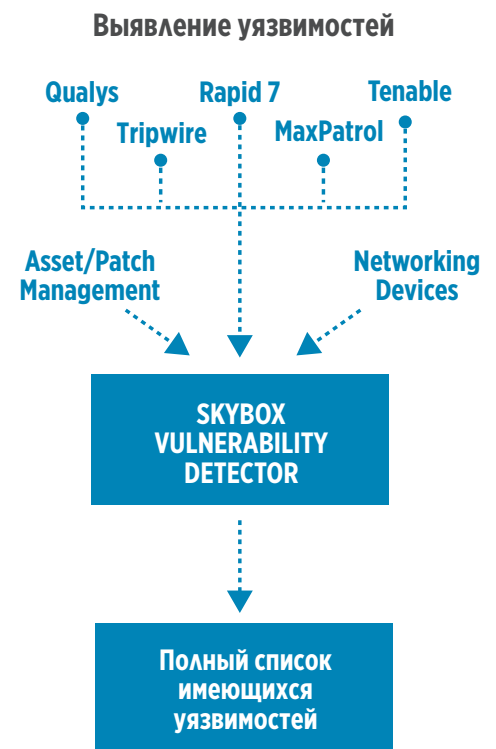 Выявление уязвимостей
Qualys
Rapid 7
Tenable
Tripwire
MaxPatrol
Asset/Patch
Management
Networking
Devices
SKYBOX
VULNERABILITY
DETECTOR
Полный список
имеющихся
уязвимостей